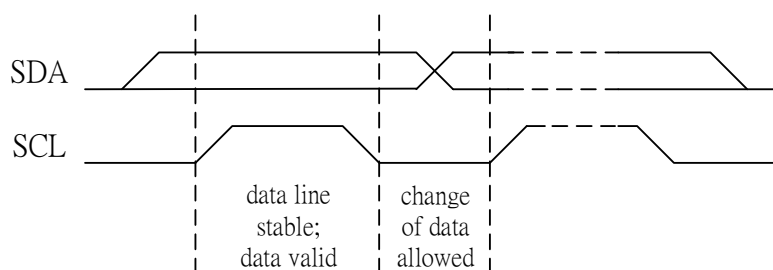 SDA
SCL
data line
stable;
data valid
change
of data
allowed